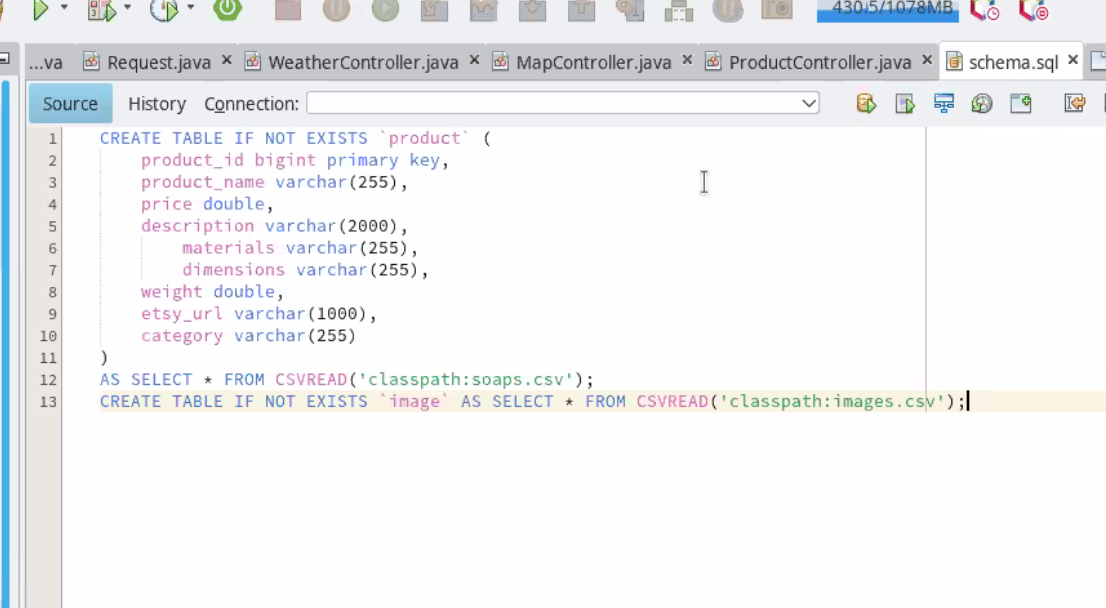 430.5/1078MB
...va Request.java WeatherController.java MapController.java ProductController.java schema.sql
Source History Connection:
1 CREATE TABLE IF NOT EXISTS `product` (
2 product_id bigint primary key,
3 product_name varchar(255),
4 price double,
5 description varchar(2000),
6 materials varchar(255),
7 dimensions varchar(255),
8 weight double,
9 etsy_url varchar(1000),
10 category varchar(255)
11 )
12 AS SELECT * FROM CSVREAD('classpath:soaps.csv');
13 CREATE TABLE IF NOT EXISTS `image` AS SELECT * FROM CSVREAD('classpath:images.csv');